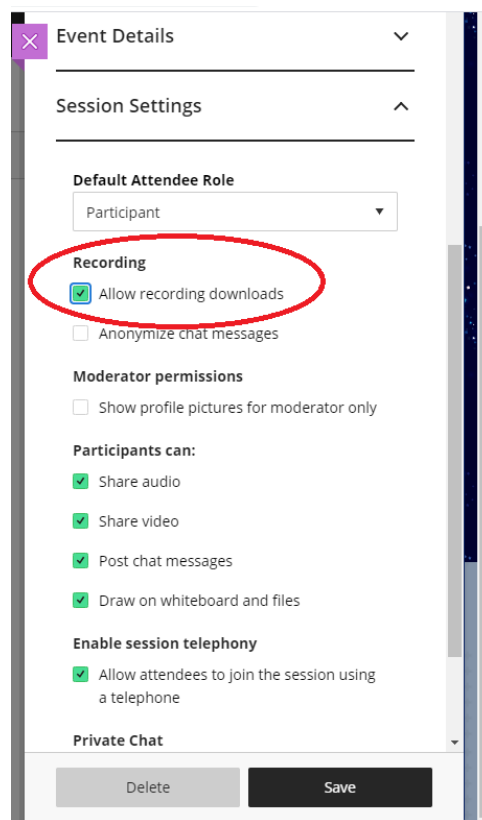 Event Details
Session Settings
Default Attendee Role
Participant
Recording
Allow recording downloads
Anonymize chat messages
Moderator permissions
Show profile pictures for moderator only
Participants can:
Share audio
Share video
Post chat messages
Draw on whiteboard and files
Enable session telephony
Allow attendees to join the session using
a telephone
Private Chat
Delete
Save